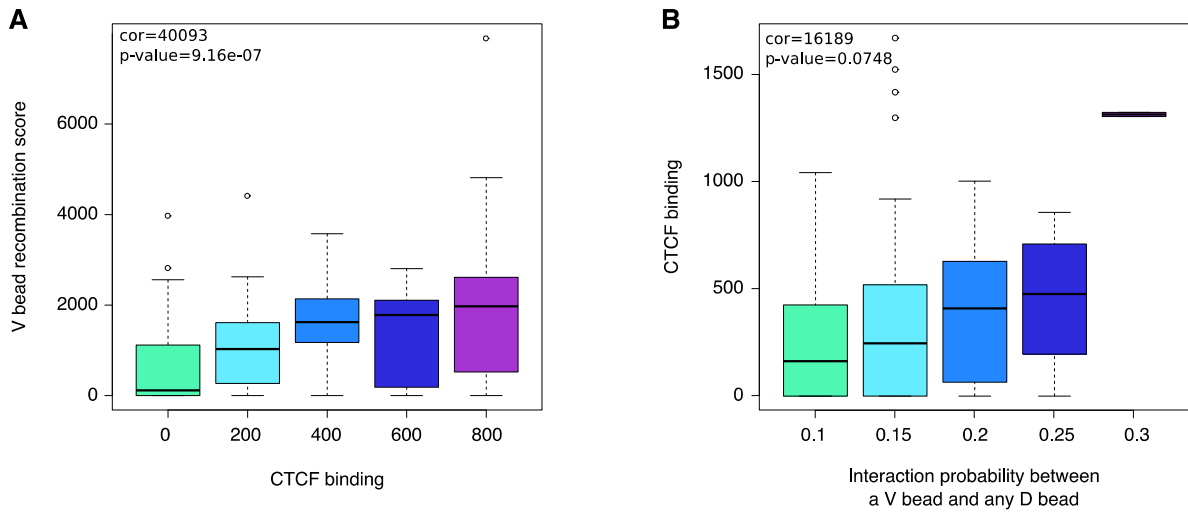 A
cor=40093
p-value=9.16e-07
V bead recombination score
6000
4000
2000
0
0 200 400 600 800
CTCF binding
B
cor=16189
p-value=0.0748
CTCF binding
1500
1000
500
0
0.1 0.15 0.2 0.25 0.3
Interaction probability between
a V bead and any D bead